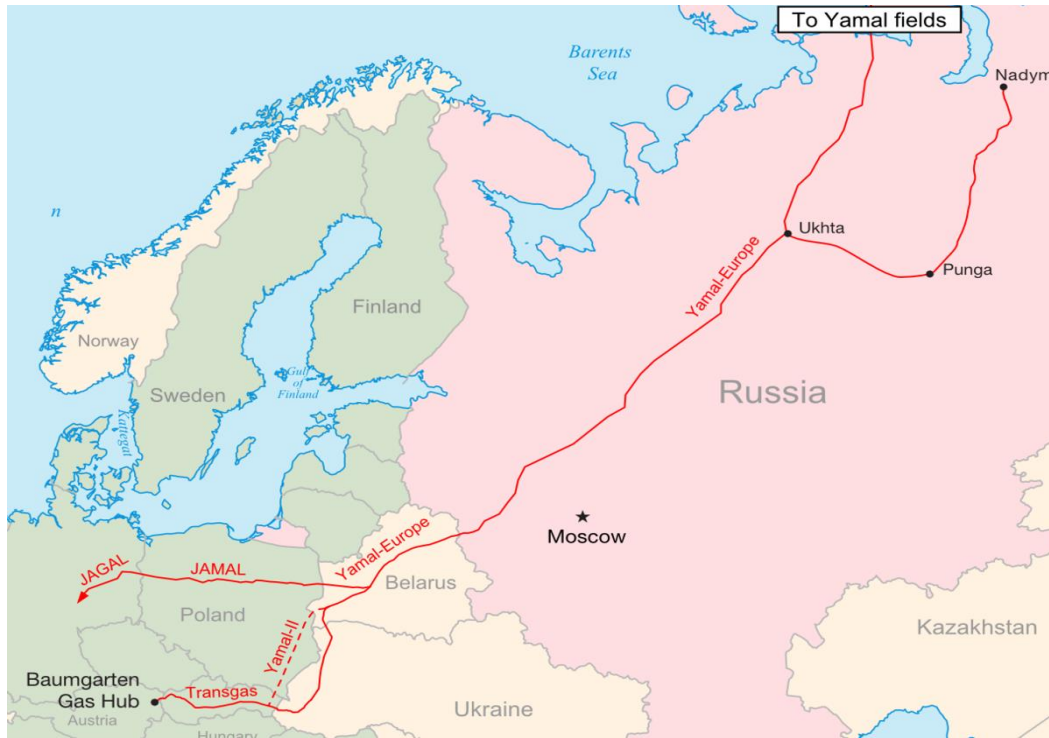 To Yamal fields
Barents
Sea
Nadym
n
Ukhta
Punga
Yamal-Europe
Finland
Norway
Sweden
Gulf
of
Finland
Kattegat
Russia
Moscow
Yamal-Europe
JAGAL
JAMAL
Belarus
Poland
Yamal-II
Kazakhstan
Baumgarten
Gas Hub
Transgas
Austria
Ukraine
Hungary